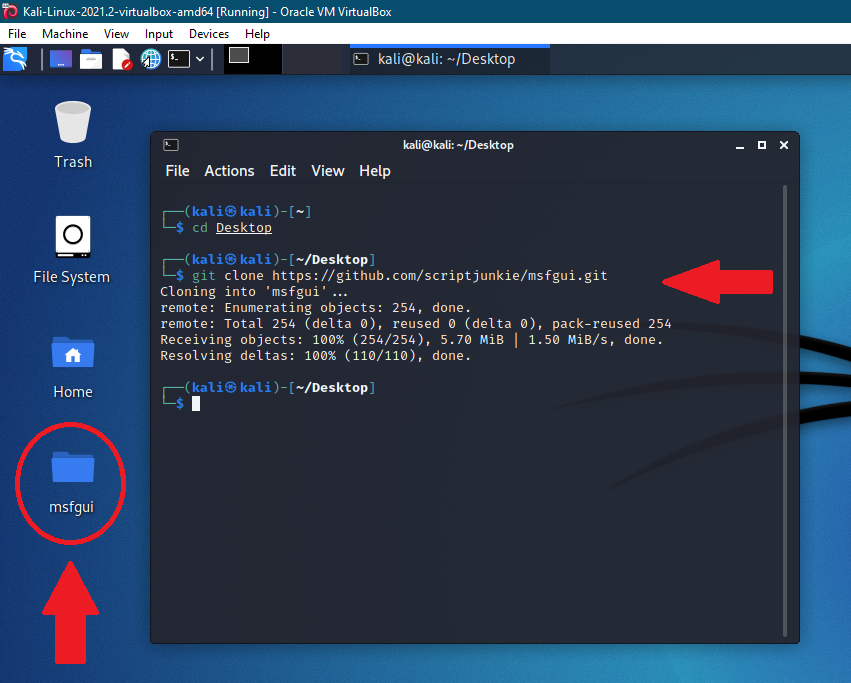 Kali-Linux-2021.2-virtualbox-amd64 [Running] - Oracle VM VirtualBox
File Machine View Input Devices Help
kali@kali: ~/Desktop
Trash
File System
Home
msfgui
kali@kali: ~/Desktop
File Actions Edit View Help
┌──(kali㉿kali)-[~]
└─$ cd Desktop
┌──(kali㉿kali)-[~/Desktop]
└─$ git clone https://github.com/scriptjunkie/msfgui.git
Cloning into 'msfgui'...
remote: Enumerating objects: 254, done.
remote: Total 254 (delta 0), reused 0 (delta 0), pack-reused 254
Receiving objects: 100% (254/254), 5.70 MiB | 1.50 MiB/s, done.
Resolving deltas: 100% (110/110), done.
┌──(kali㉿kali)-[~/Desktop]
└─$